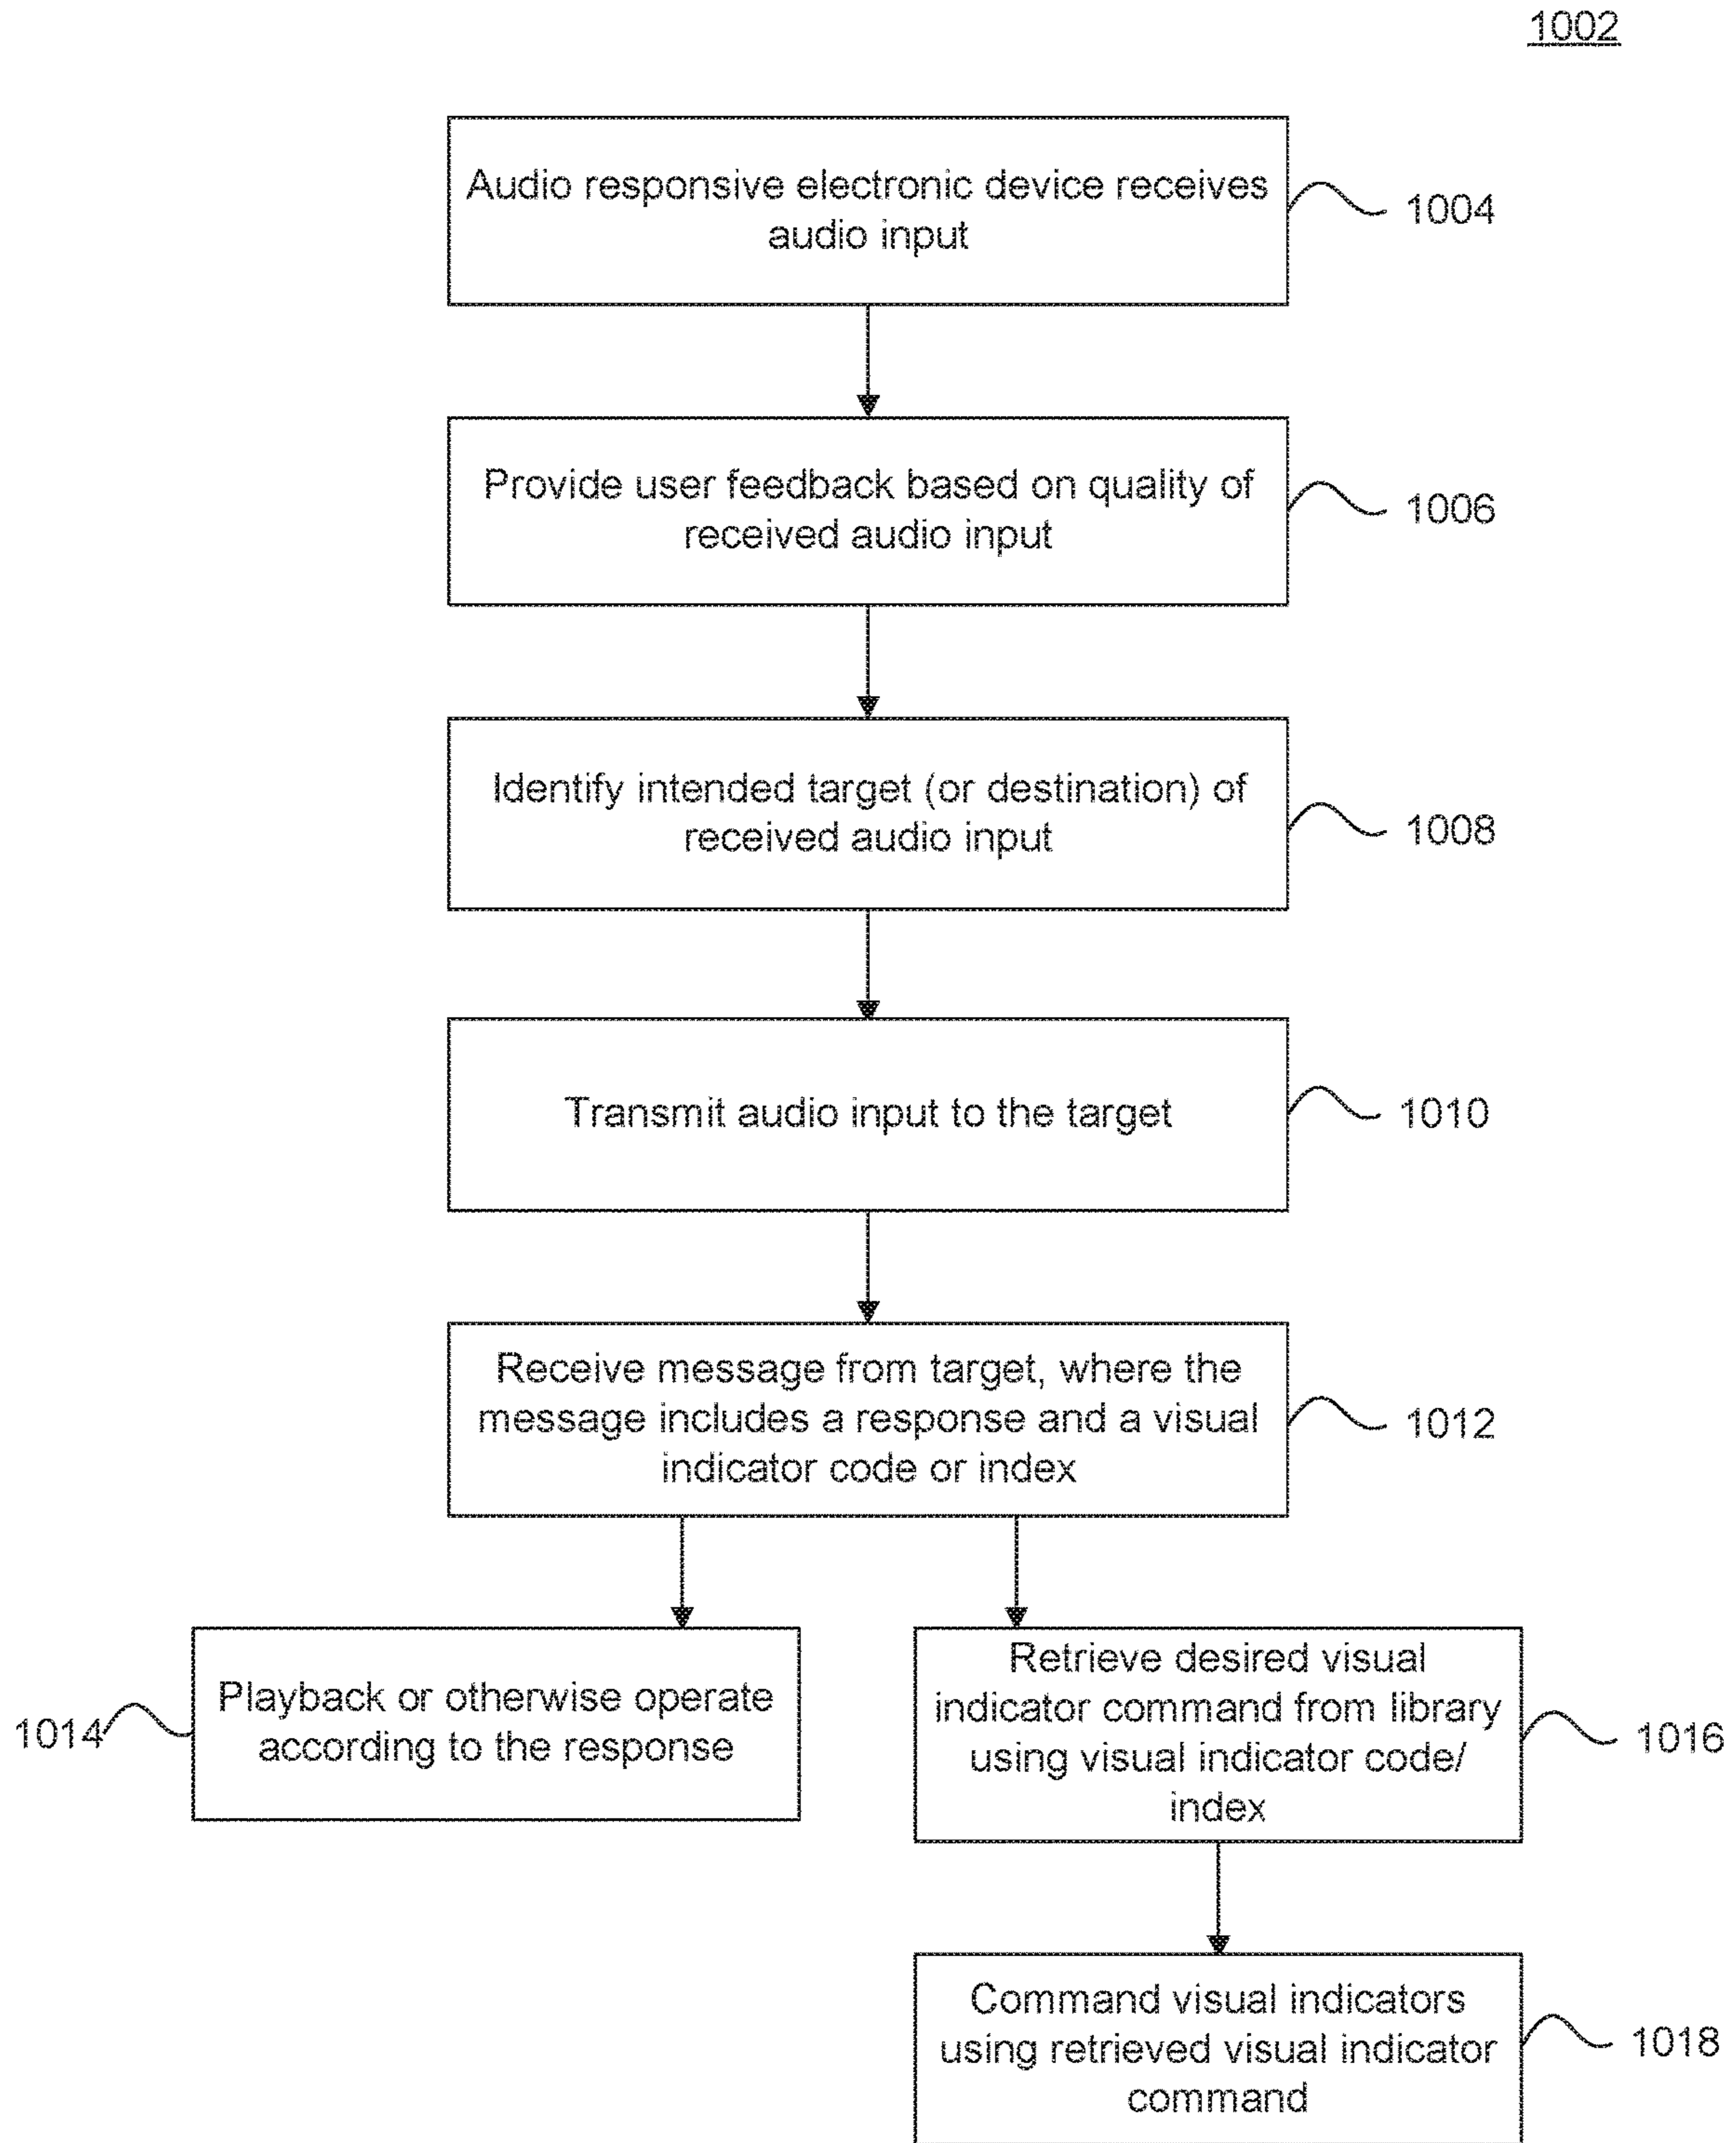 1002
Audio responsive electronic device receives
audio input
1004
Provide user feedback based on quality of
received audio input
1006
Identify intended target (or destination) of
received audio input
1008
Transmit audio input to the target
1010
Receive message from target, where the
message includes a response and a visual
indicator code or index
1012
Playback or otherwise operate
according to the response
1014
Retrieve desired visual
indicator command from library
using visual indicator code/
index
1016
Command visual indicators
using retrieved visual indicator
command
1018